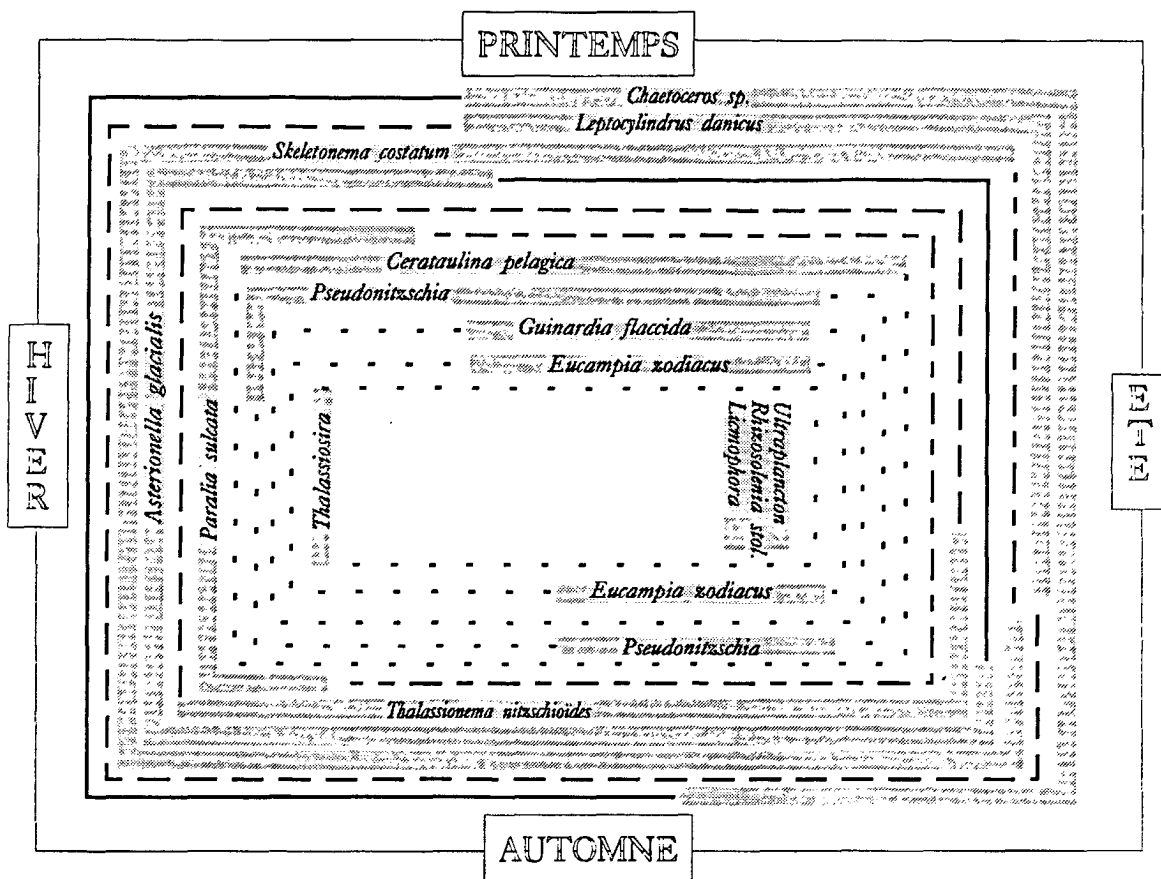 PRINTEMPS
Chaetoceros sp.
Leptocylindrus danicus
Skeletonema costatum
Cerataulina pelagica
Pseudonitzschia
Guinardia flaccida
Eucampia zodiacus
HIVER
Asterionella glacialis
Paralia sulcata
Thalassiosira
Ultraplancton
Rhizosolenia stol.
Licmophora
ETE
Eucampia zodiacus
Pseudonitzschia
Thalassionema nitzschioïdes
AUTOMNE